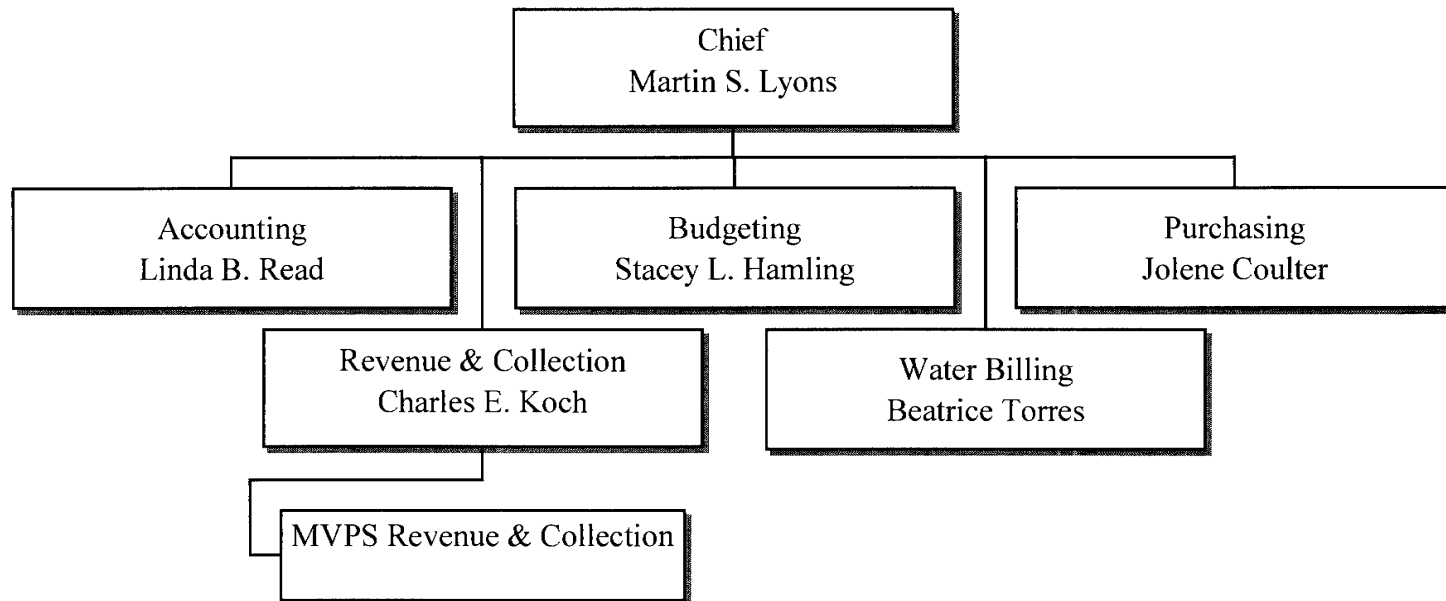 Chief
Martin S. Lyons
Accounting
Linda B. Read
Budgeting
Stacey L. Hamling
Purchasing
Jolene Coulter
Revenue & Collection
Charles E. Koch
Water Billing
Beatrice Torres
MVPS Revenue & Collection